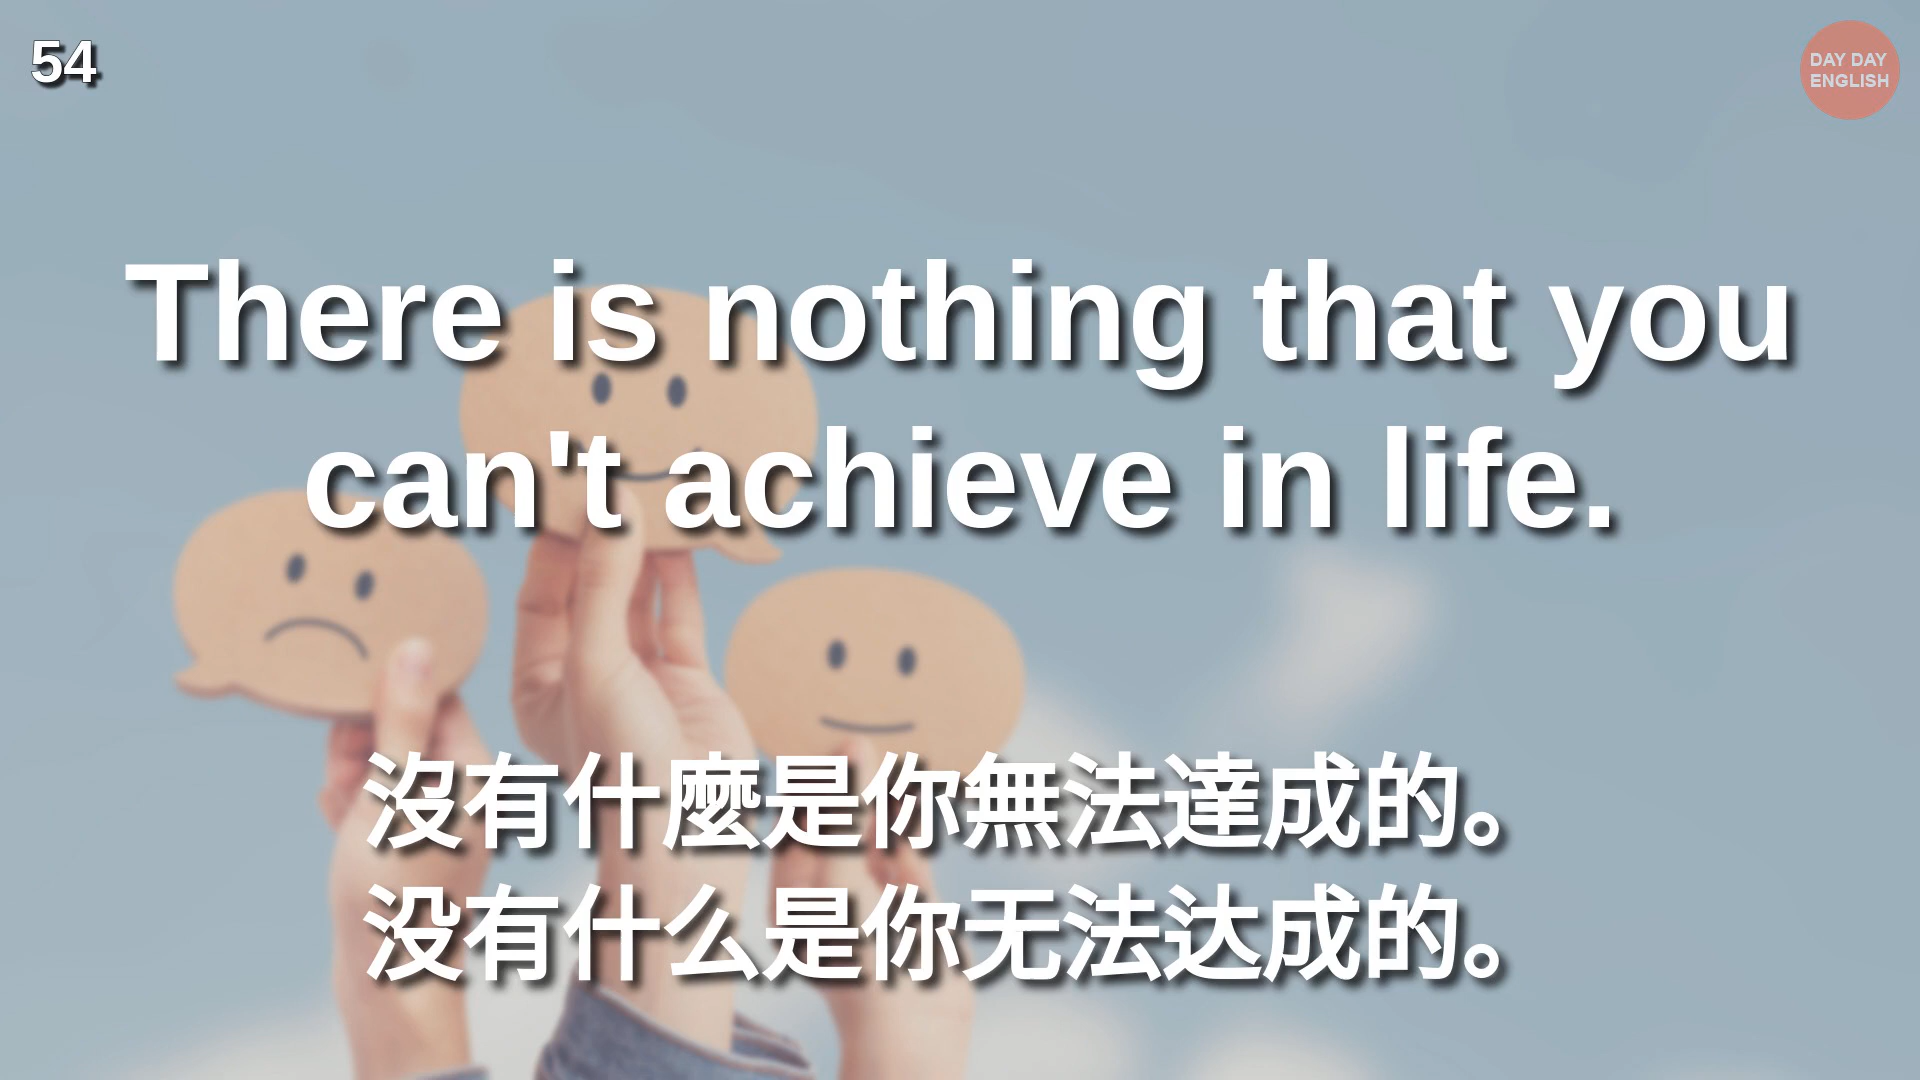 54
DAY DAY
ENGLISH
There is nothing that you
can't achieve in life.
沒有什麼是你無法達成的。
没有什么是你无法达成的。